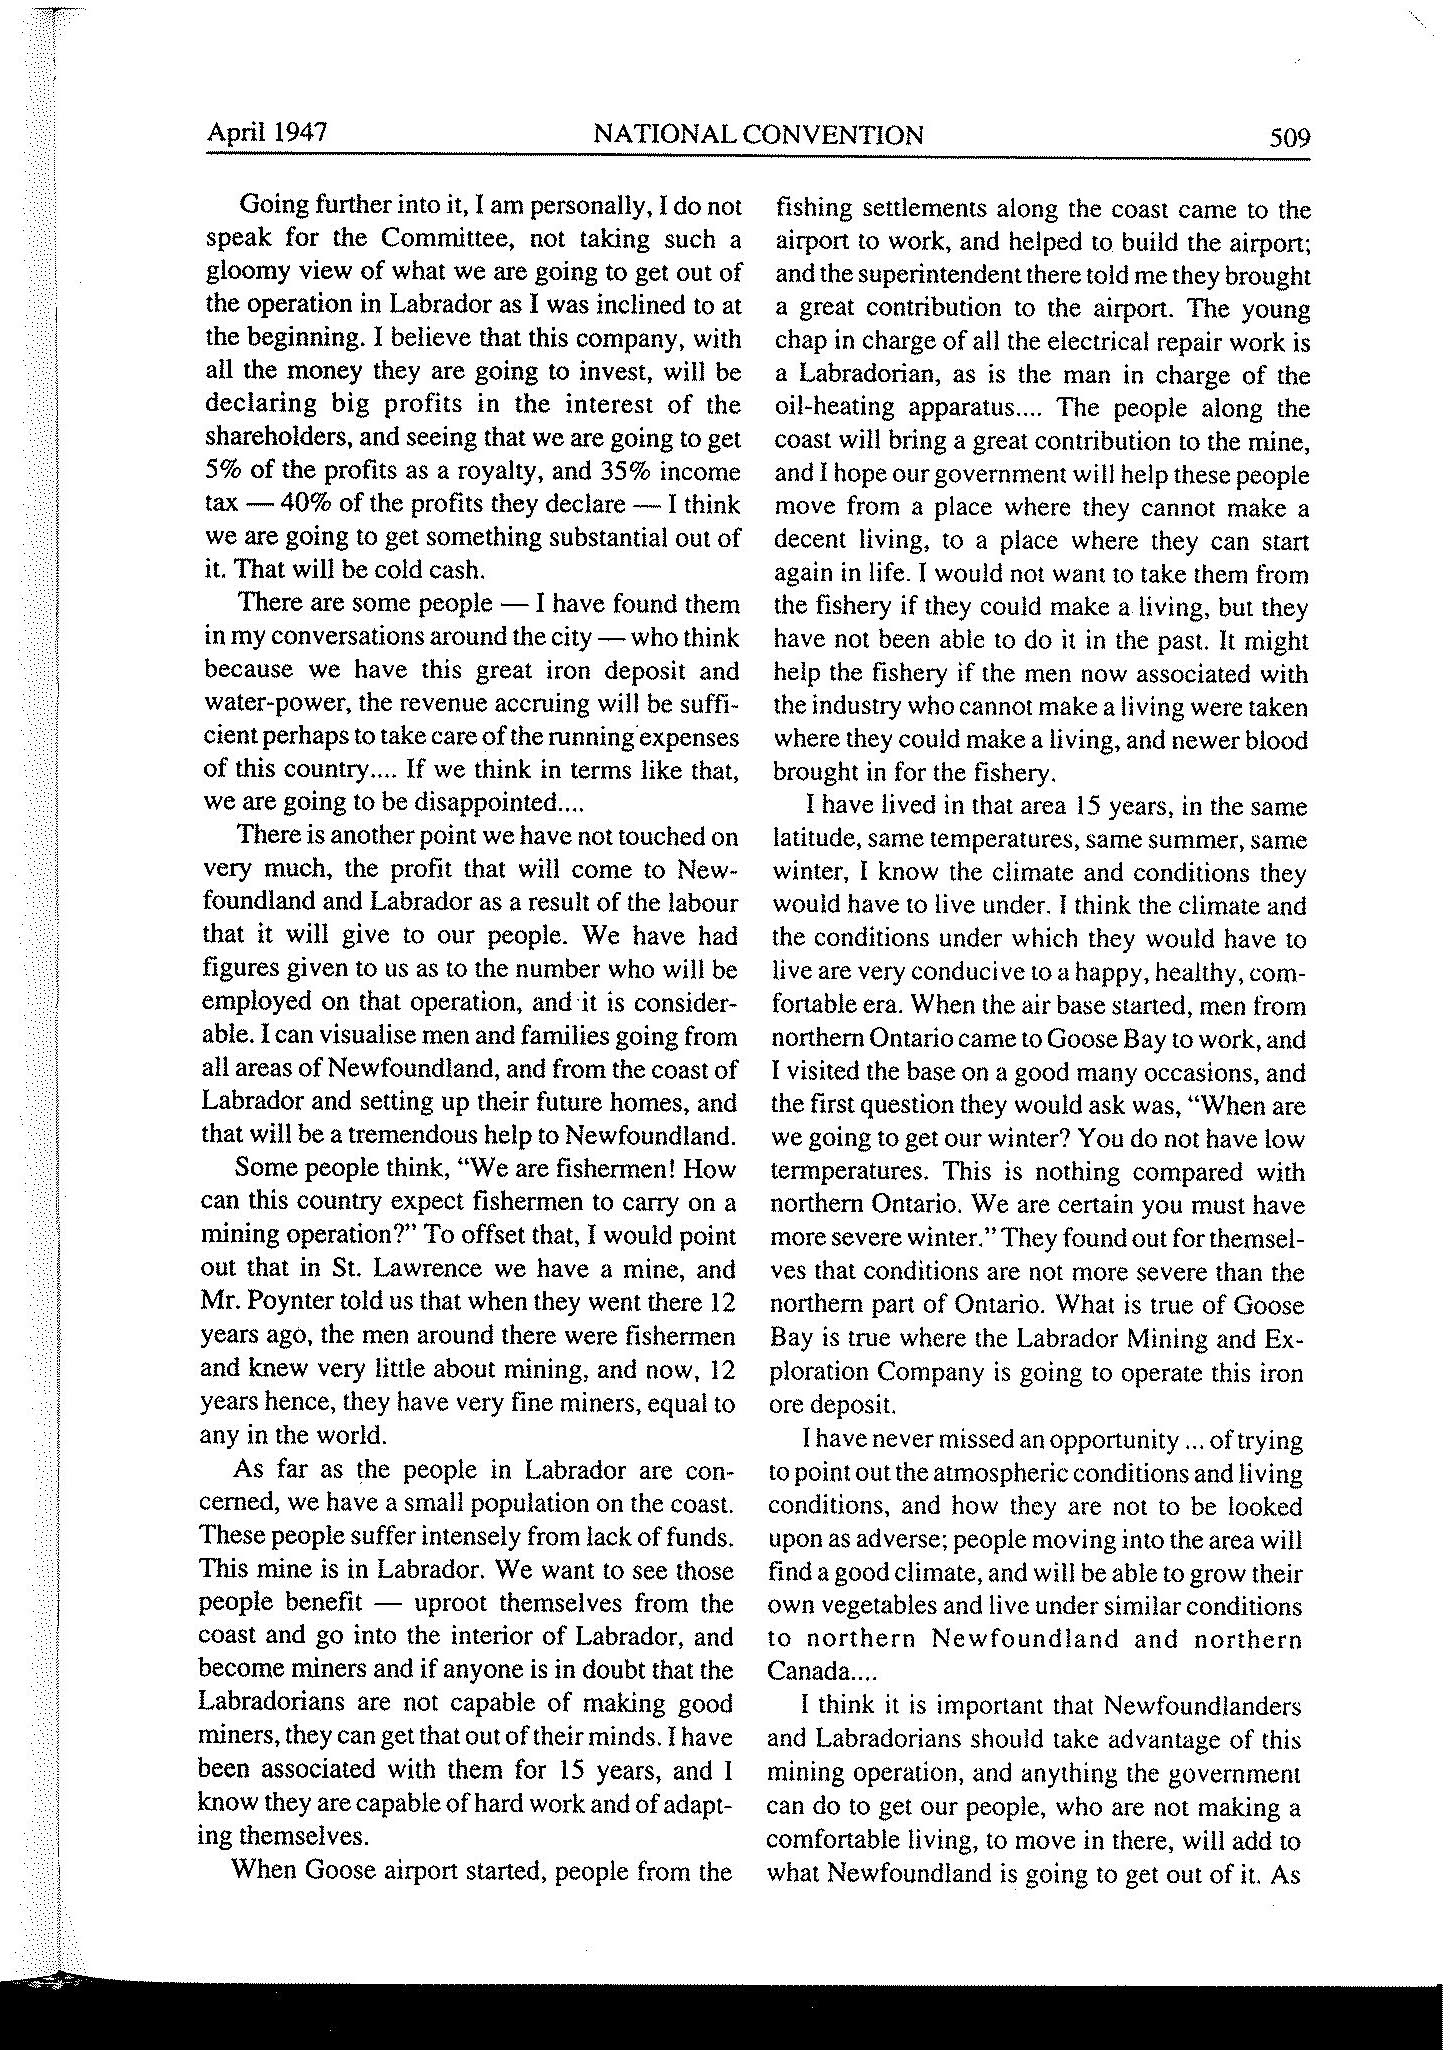 April 1947
NATIONAL CONVENTION
509
Going further into it, I am personally, I do not
speak for the Committee, not taking such a
gloomy view of what we are going to get out of
the operation in Labrador as I was inclined to at
the beginning. I believe that this company, with
all the money they are going to invest, will be
declaring big profits in the interest of the
shareholders, and seeing that we are going to get
5% of the profits as a royalty, and 35% income
tax — 40% of the profits they declare — I think
we are going to get something substantial out of
it. That will be cold cash.
There are some people — I have found them
in my conversations around the city — who think
because we have this great iron deposit and
water-power, the revenue accruing will be suffi-
cient perhaps to take care of the running expenses
of this country.... If we think in terms like that,
we are going to be disappointed....
There is another point we have not touched on
very much, the profit that will come to New-
foundland and Labrador as a result of the labour
that it will give to our people. We have had
figures given to us as to the number who will be
employed on that operation, and it is consider-
able. I can visualise men and families going from
all areas of Newfoundland, and from the coast of
Labrador and setting up their future homes, and
that will be a tremendous help to Newfoundland.
Some people think, "We are fishermen! How
can this country expect fishermen to carry on a
mining operation?" To offset that, I would point
out that in St. Lawrence we have a mine, and
Mr. Poynter told us that when they went there 12
years ago, the men around there were fishermen
and knew very little about mining, and now, 12
years hence, they have very fine miners, equal to
any in the world.
As far as the people in Labrador are con-
cerned, we have a small population on the coast.
These people suffer intensely from lack of funds.
This mine is in Labrador. We want to see those
people benefit — uproot themselves from the
coast and go into the interior of Labrador, and
become miners and if anyone is in doubt that the
Labradorians are not capable of making good
miners, they can get that out of their minds. I have
been associated with them for 15 years, and I
know they are capable of hard work and of adapt-
ing themselves.
When Goose airport started, people from the
fishing settlements along the coast came to the
airport to work, and helped to build the airport;
and the superintendent there told me they brought
a great contribution to the airport. The young
chap in charge of all the electrical repair work is
a Labradorian, as is the man in charge of the
oil-heating apparatus.... The people along the
coast will bring a great contribution to the mine,
and I hope our government will help these people
move from a place where they cannot make a
decent living, to a place where they can start
again in life. I would not want to take them from
the fishery if they could make a living, but they
have not been able to do it in the past. It might
help the fishery if the men now associated with
the industry who cannot make a living were taken
where they could make a living, and newer blood
brought in for the fishery.
I have lived in that area 15 years, in the same
latitude, same temperatures, same summer, same
winter, I know the climate and conditions they
would have to live under. I think the climate and
the conditions under which they would have to
live are very conducive to a happy, healthy, com-
fortable era. When the air base started, men from
northern Ontario came to Goose Bay to work, and
I visited the base on a good many occasions, and
the first question they would ask was, "When are
we going to get our winter? You do not have low
termperatures. This is nothing compared with
northern Ontario. We are certain you must have
more severe winter." They found out for themsel-
ves that conditions are not more severe than the
northern part of Ontario. What is true of Goose
Bay is true where the Labrador Mining and Ex-
ploration Company is going to operate this iron
ore deposit.
I have never missed an opportunity ... of trying
to point out the atmospheric conditions and living
conditions, and how they are not to be looked
upon as adverse; people moving into the area will
find a good climate, and will be able to grow their
own vegetables and live under similar conditions
to northern Newfoundland and northern
Canada....
I think it is important that Newfoundlanders
and Labradorians should take advantage of this
mining operation, and anything the government
can do to get our people, who are not making a
comfortable living, to move in there, will add to
what Newfoundland is going to get out of it. As